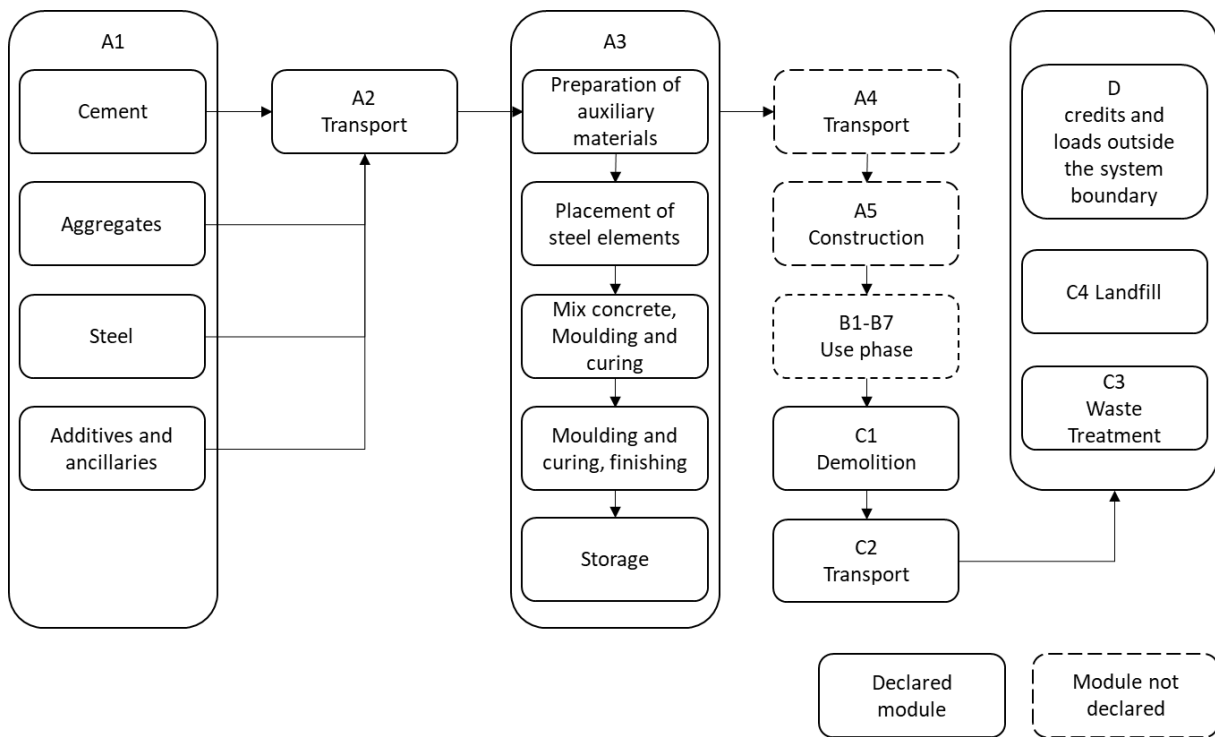 A1
Cement
Aggregates
Steel
Additives and
ancillaries
A2
Transport
A3
Preparation of
auxiliary
materials
Placement of
steel elements
Mix concrete,
Moulding and
curing
Moulding and
curing, finishing
Storage
A4
Transport
A5
Construction
B1-B7
Use phase
C1
Demolition
C2
Transport
D
credits and
loads outside
the system
boundary
C4 Landfill
C3
Waste
Treatment
Declared
module
Module not
declared